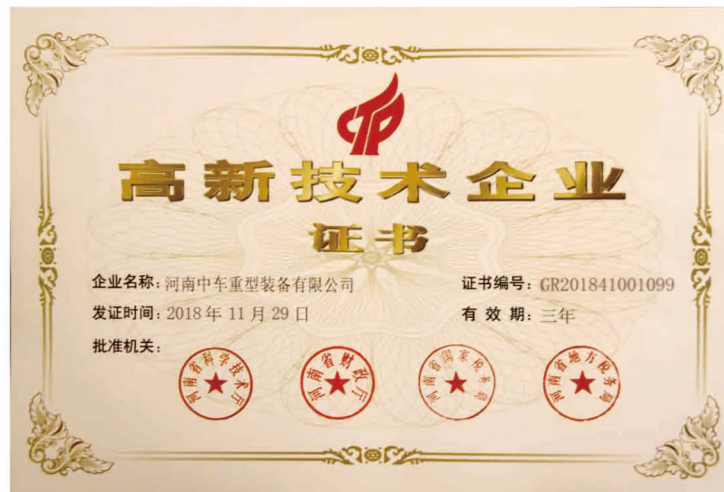 高新技术企业
证书
企业名称：河南中车重型装备有限公司
证书编号：GR201841001099
发证时间：2018年11月29日
有效期：三年
批准机关：
河南省科学技术厅
河南省财政厅
河南省国家税务局
河南省地方税务局